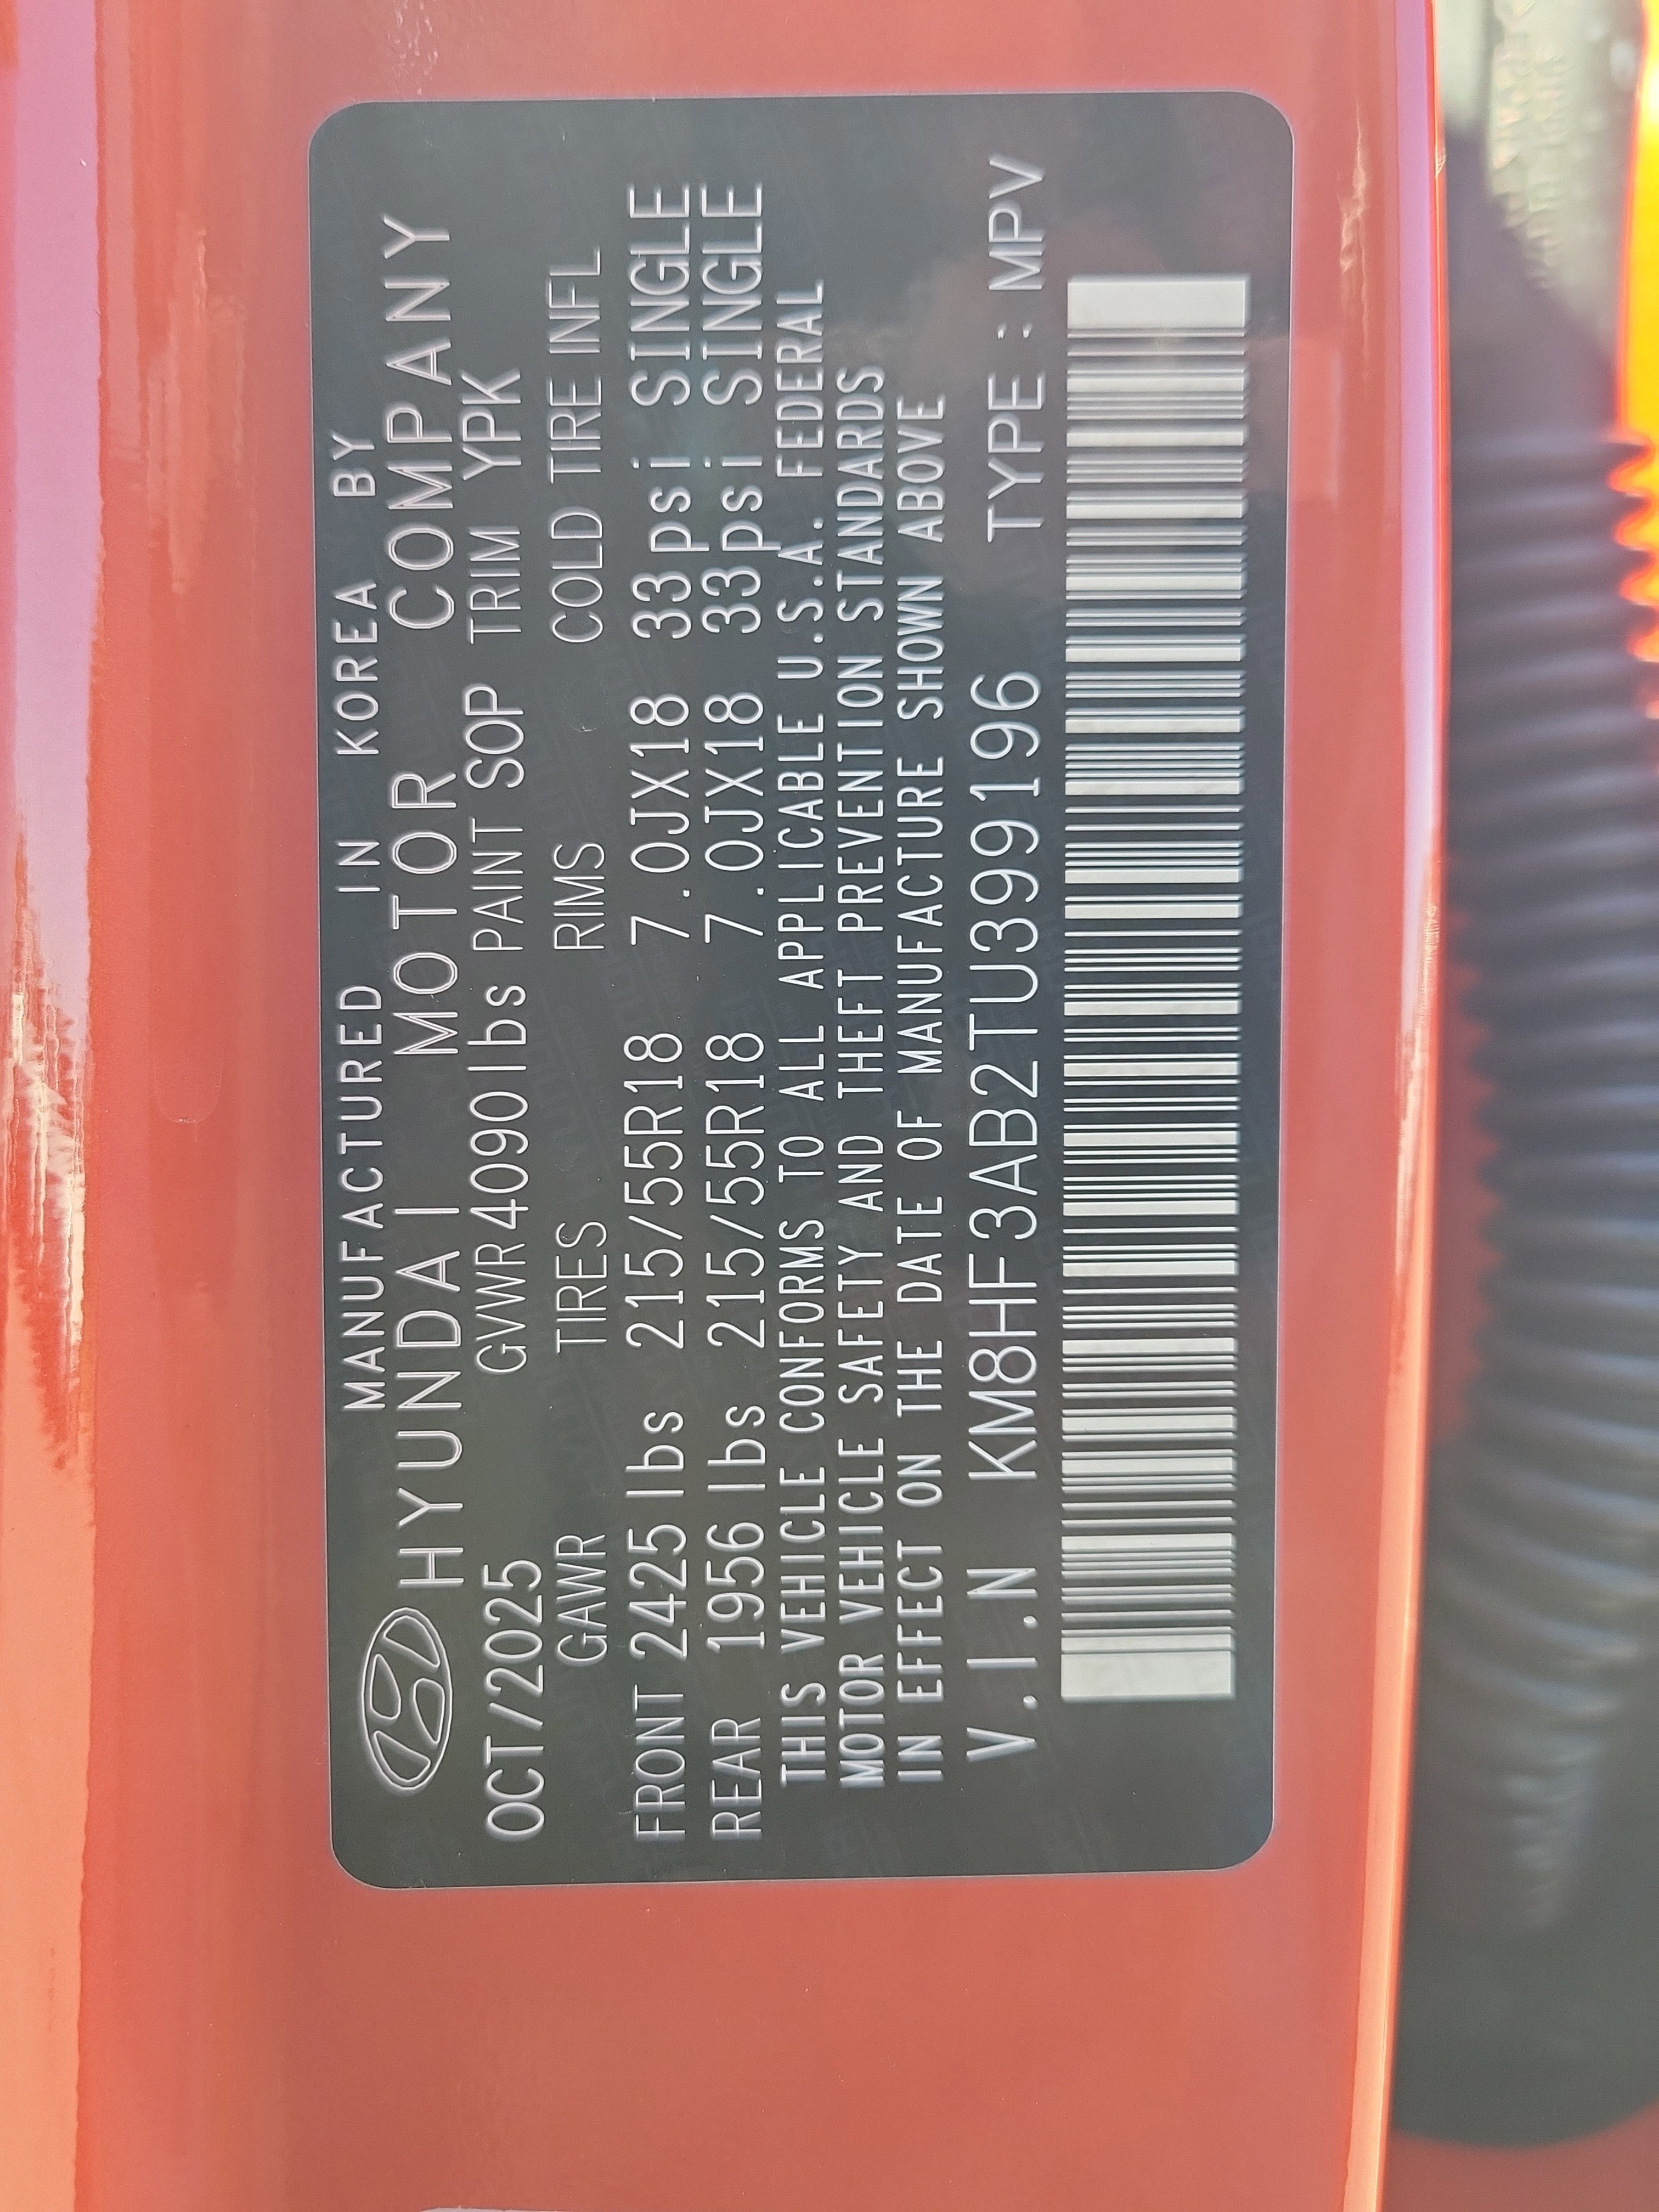 MANUFACTURED IN KOREA BY
HYUNDAI MOTOR COMPANY
OCT/2025 GVWR 4090lbs PAINT SOP TRIM YPK
GAWR TIRES RIMS COLD TIRE INFL
FRONT 2425 lbs 215/55R18 7.0JX18 33psi SINGLE
REAR 1956 lbs 215/55R18 7.0JX18 33psi SINGLE
THIS VEHICLE CONFORMS TO ALL APPLICABLE U.S.A. FEDERAL
MOTOR VEHICLE SAFETY AND THEFT PREVENTION STANDARDS
IN EFFECT ON THE DATE OF MANUFACTURE SHOWN ABOVE
V.I.N KM8HF3AB2TU399196 TYPE : MPV